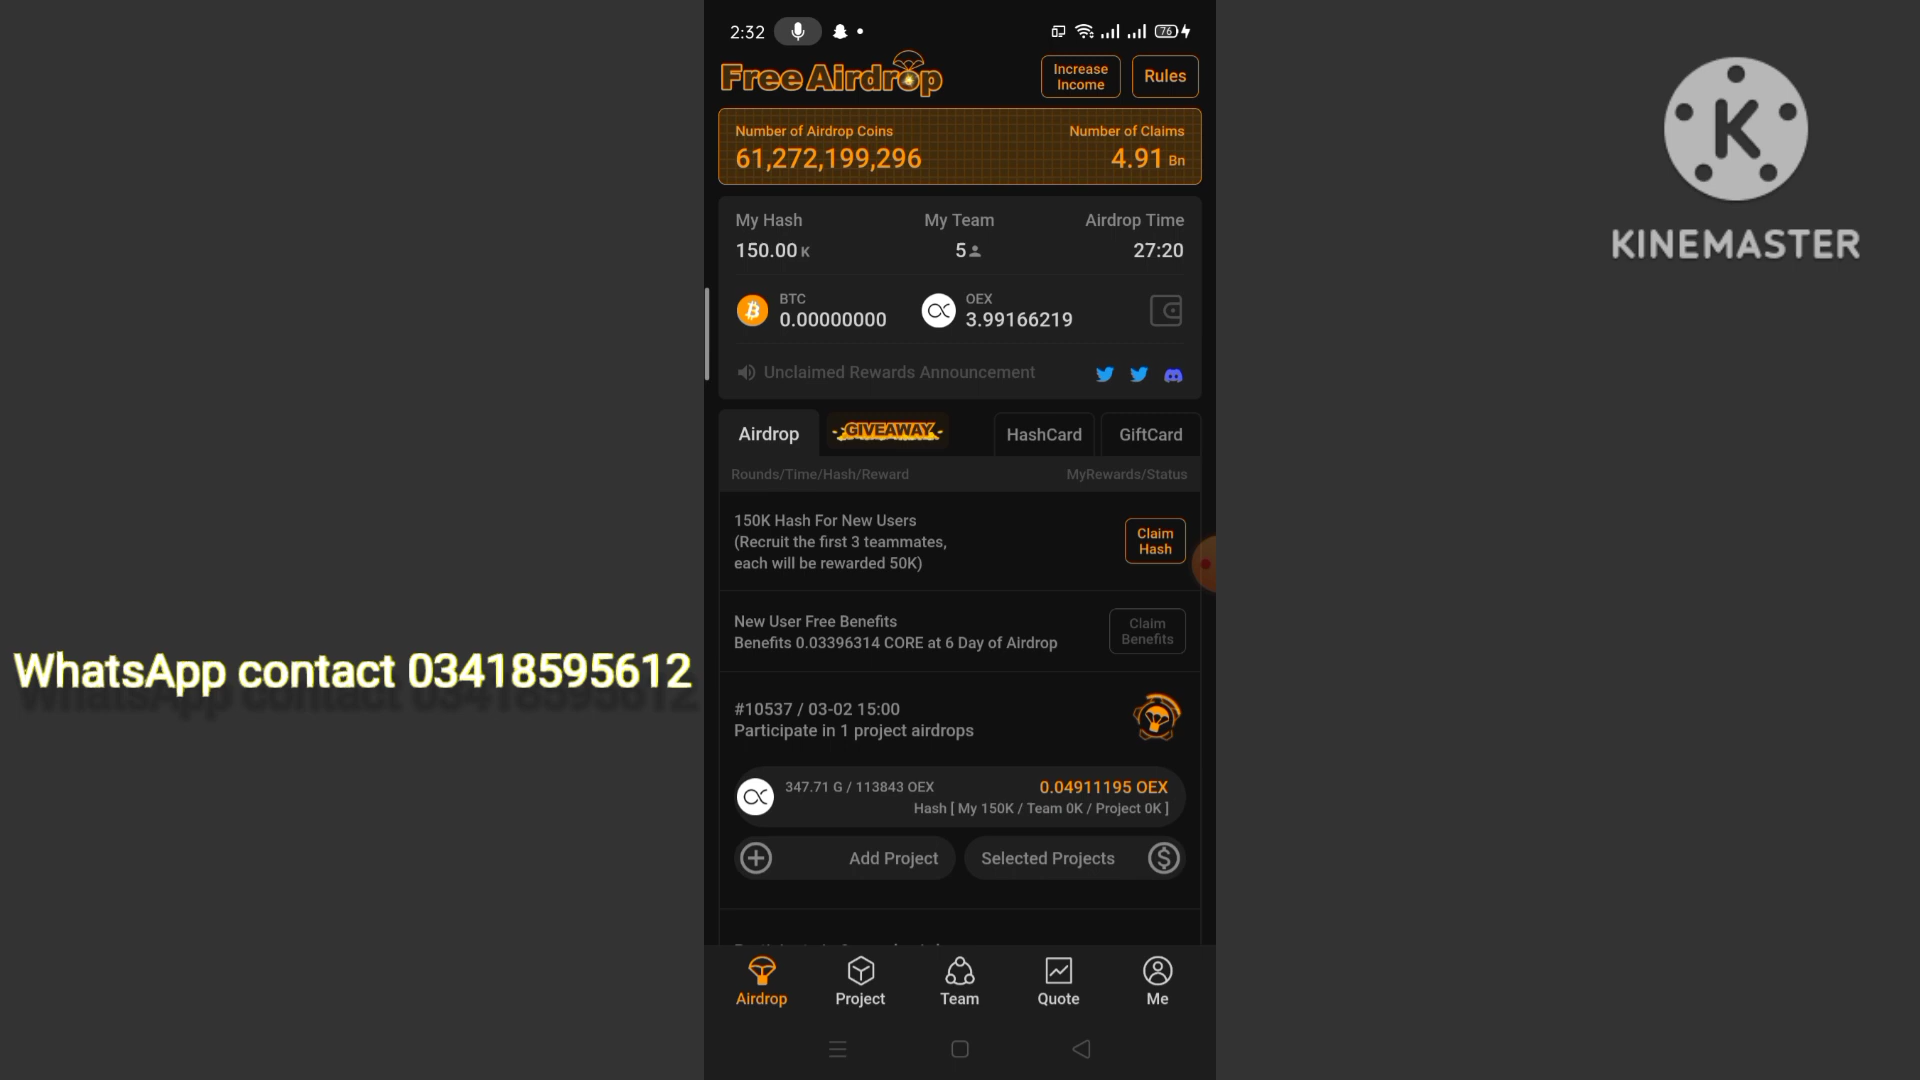 2:32
76
Free Airdrop
Increase
Income
Rules
Number of Airdrop Coins
Number of Claims
61,272,199,296
4.91 Bn
My Hash
My Team
Airdrop Time
150.00 K
5
27:20
BTC
0.00000000
OEX
3.99166219
Unclaimed Rewards Announcement
Airdrop
GIVEAWAY
HashCard
GiftCard
Rounds/Time/Hash/Reward
MyRewards/Status
150K Hash For New Users
(Recruit the first 3 teammates,
each will be rewarded 50K)
Claim
Hash
New User Free Benefits
Benefits 0.03396314 CORE at 6 Day of Airdrop
Claim
Benefits
#10537 / 03-02 15:00
Participate in 1 project airdrops
347.71 G / 113843 OEX
0.04911195 OEX
Hash [ My 150K / Team 0K / Project 0K ]
Add Project
Selected Projects
Airdrop
Project
Team
Quote
Me
WhatsApp contact 03418595612
K
KINEMASTER